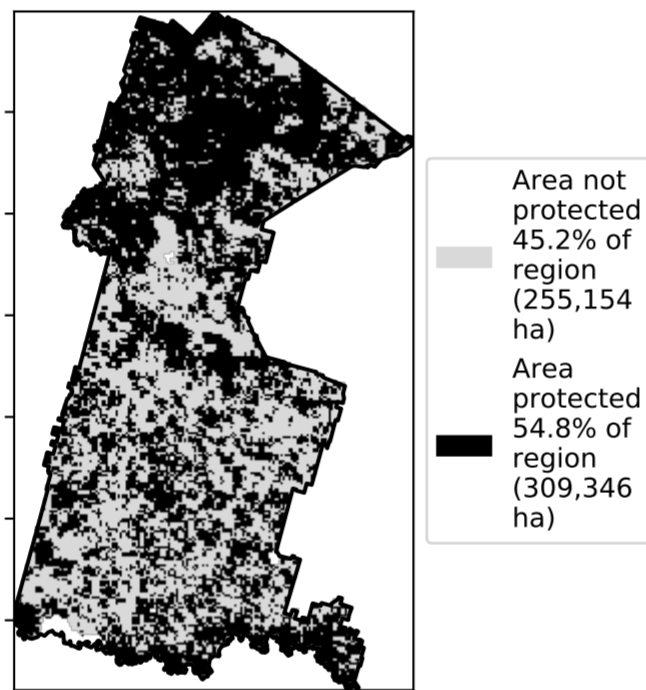 Area not
protected
45.2% of
region
(255,154
ha)
Area
protected
54.8% of
region
(309,346
ha)